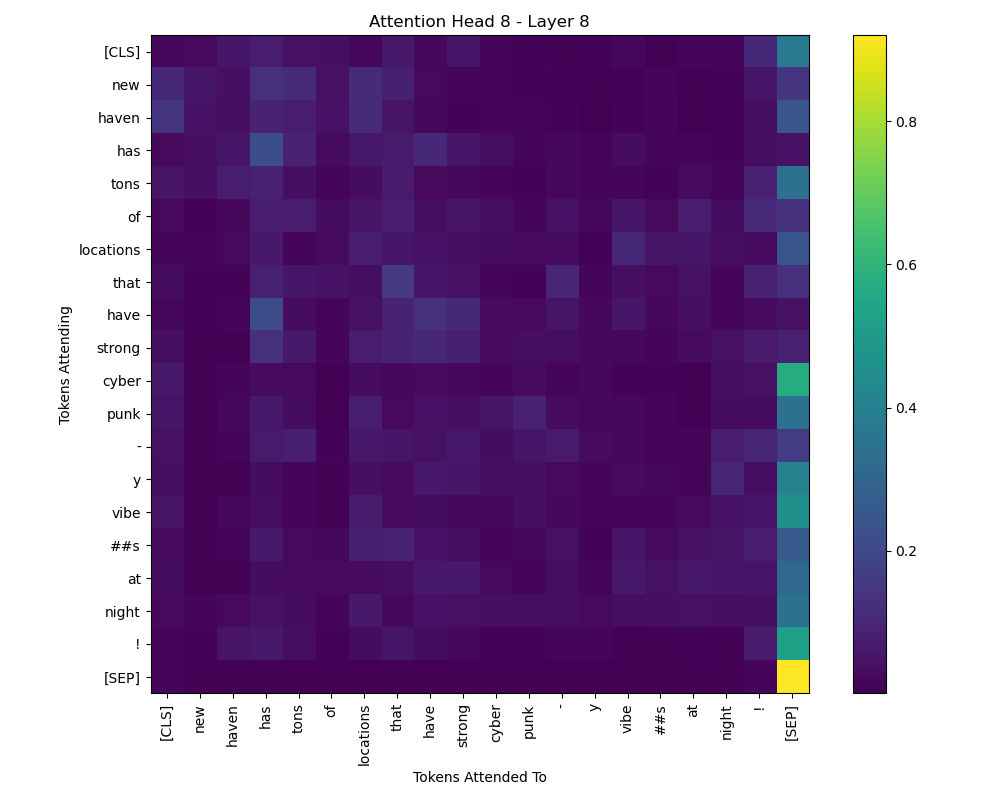 Attention Head 8 - Layer 8
Tokens Attending
[CLS]
new
haven
has
tons
of
locations
that
have
strong
cyber
punk
-
y
vibe
##s
at
night
!
[SEP]
[CLS]
new
haven
has
tons
of
locations
that
have
strong
cyber
punk
-
y
vibe
##s
at
night
!
[SEP]
Tokens Attended To
0.8
0.6
0.4
0.2